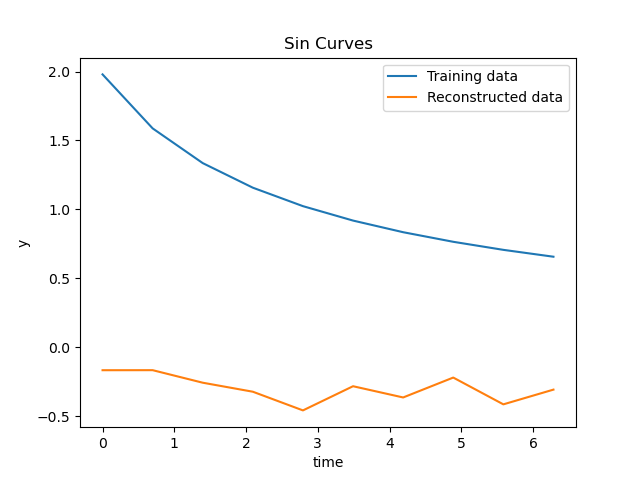 Sin Curves
Training data
Reconstructed data
y
2.0
1.5
1.0
0.5
0.0
−0.5
0 1 2 3 4 5 6
time